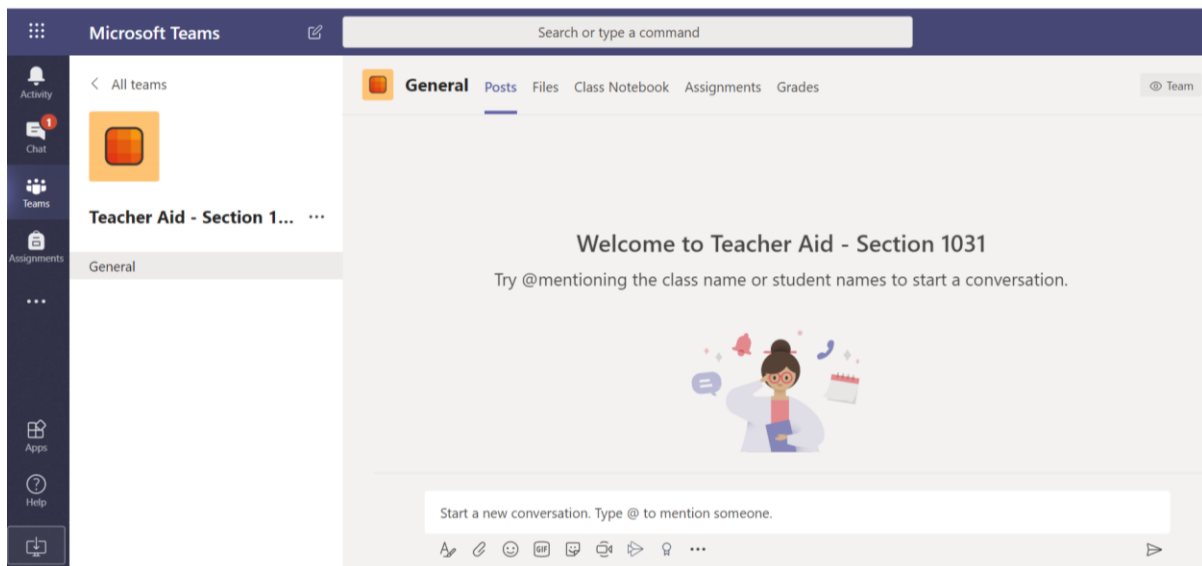 Microsoft Teams
Search or type a command
Activity
1
Chat
Teams
Assignments
Apps
Help
All teams
Teacher Aid - Section 1...
General
General Posts Files Class Notebook Assignments Grades
Team
Welcome to Teacher Aid - Section 1031
Try @mentioning the class name or student names to start a conversation.
Start a new conversation. Type @ to mention someone.
GIF